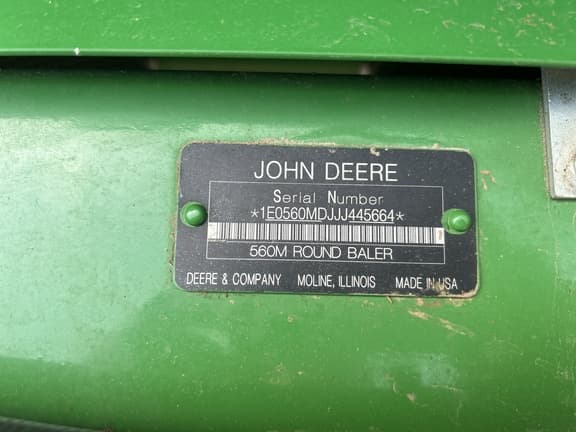 JOHN DEERE
Serial Number
*1E0560MDJJJ445664*
560M ROUND BALER
DEERE & COMPANY MOLINE, ILLINOIS MADE IN USA